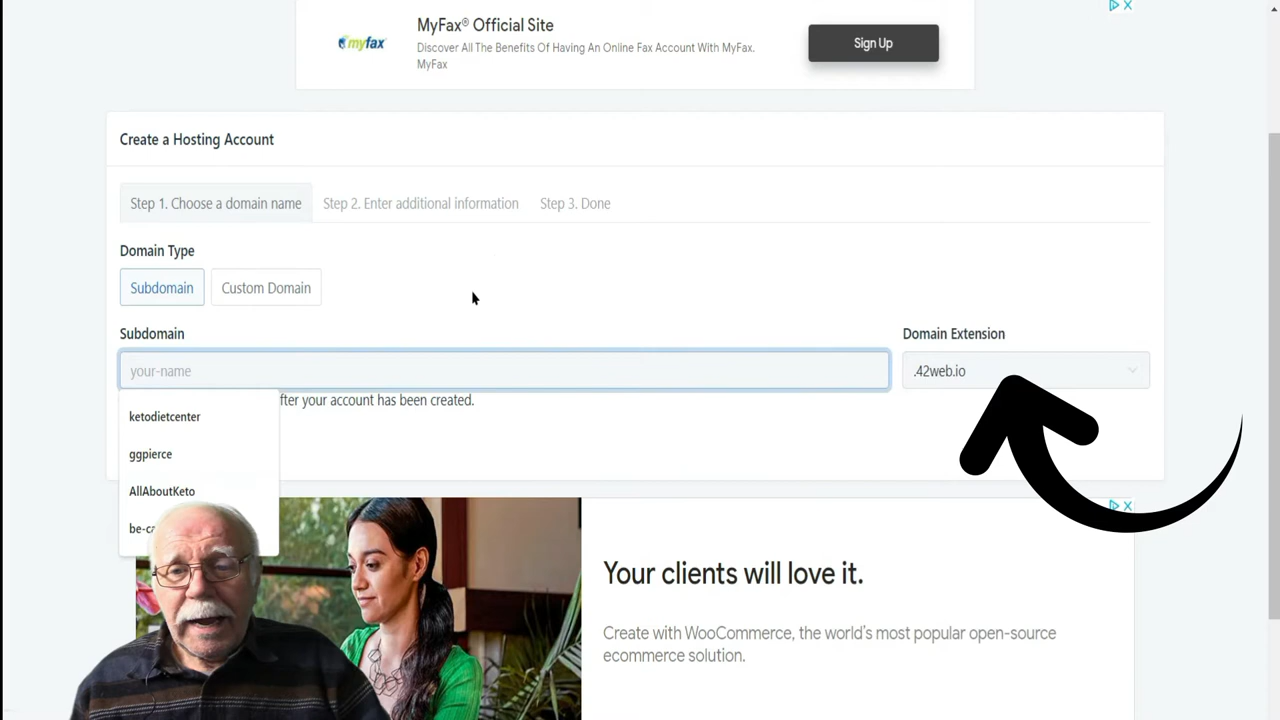 MyFax® Official Site
Discover All The Benefits Of Having An Online Fax Account With MyFax.
MyFax
myfax
Sign Up
Create a Hosting Account
Step 1. Choose a domain name
Step 2. Enter additional information
Step 3. Done
Domain Type
Subdomain
Custom Domain
Subdomain
Domain Extension
your-name
.42web.io
fter your account has been created.
ketodietcenter
ggpierce
AllAboutKeto
Your clients will love it.
Create with WooCommerce, the world's most popular open-source
ecommerce solution.